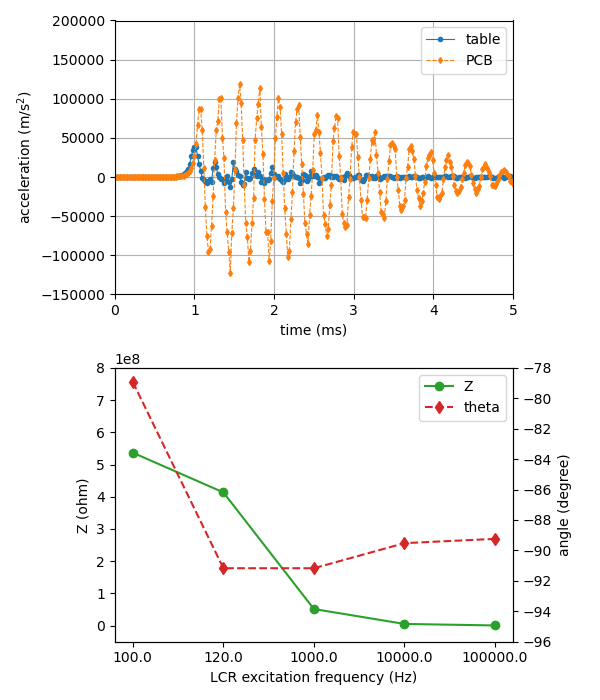 200000
150000
100000
50000
0
−50000
−100000
−150000
acceleration (m/s²)
table
PCB
0 1 2 3 4 5
time (ms)
1e8
8
7
6
5
4
3
2
1
0
Z (ohm)
Z
theta
−78
−80
−82
−84
−86
−88
−90
−92
−94
−96
angle (degree)
100.0 120.0 1000.0 10000.0 100000.0
LCR excitation frequency (Hz)